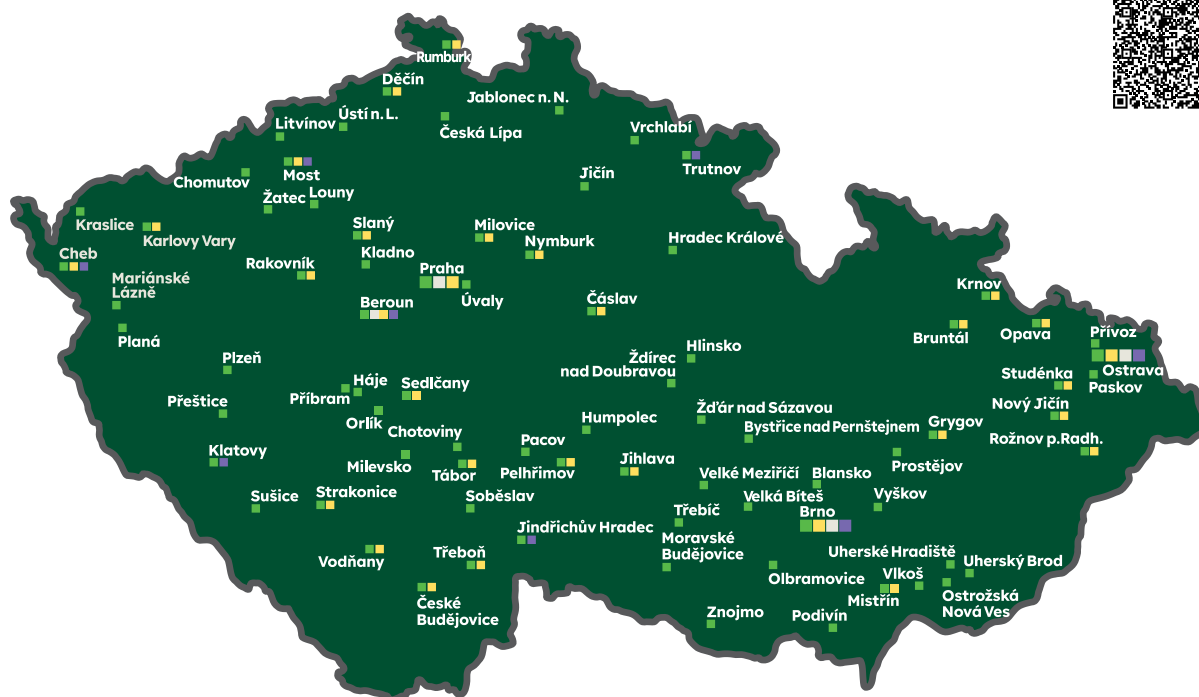 Rumburk
Děčín
Jablonec n. N.
Ústí n. L.
Litvínov
Česká Lípa
Vrchlabí
Trutnov
Most
Chomutov
Jičín
Žatec
Louny
Kraslice
Karlovy Vary
Slaný
Milovice
Nymburk
Hradec Králové
Cheb
Kladno
Rakovník
Praha
Mariánské
Lázně
Úvaly
Krnov
Beroun
Čáslav
Planá
Bruntál
Opava
Přívoz
Plzeň
Hlinsko
Ždírec
nad Doubravou
Ostrava
Studénka
Paskov
Háje
Sedlčany
Příbram
Přeštice
Orlík
Humpolec
Žďár nad Sázavou
Nový Jičín
Bystřice nad Pernštejnem
Grygov
Chotoviny
Rožnov p.Radh.
Klatovy
Pacov
Milevsko
Jihlava
Prostějov
Tábor
Pelhřimov
Velké Meziříčí
Blansko
Sušice
Strakonice
Soběslav
Velká Bíteš
Vyškov
Třebíč
Brno
Jindřichův Hradec
Moravské
Budějovice
Vodňany
Třeboň
Uherské Hradiště
Uherský Brod
Olbramovice
Vlkoš
České
Budějovice
Mistřín
Ostrožská
Nová Ves
Znojmo
Podivín